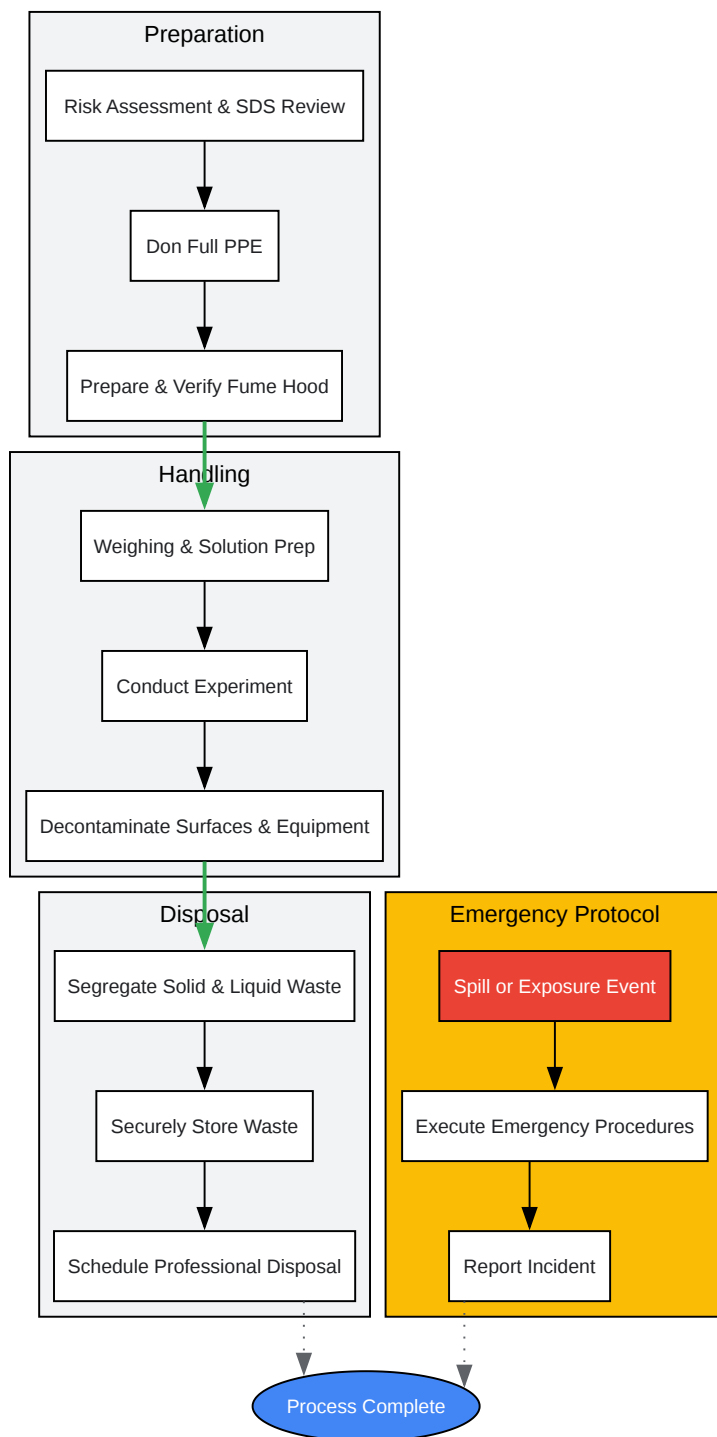 Preparation
Risk Assessment & SDS Review
Don Full PPE
Prepare & Verify Fume Hood
Handling
Weighing & Solution Prep
Conduct Experiment
Decontaminate Surfaces & Equipment
Disposal
Segregate Solid & Liquid Waste
Securely Store Waste
Schedule Professional Disposal
Emergency Protocol
Spill or Exposure Event
Execute Emergency Procedures
Report Incident
Process Complete